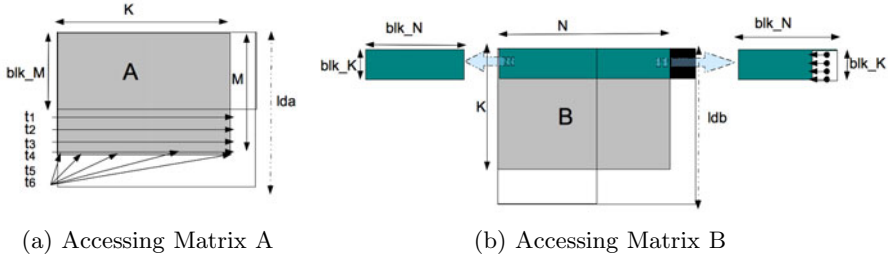 K
blk_M
A
M
lda
t1
t2
t3
t4
t5
t6
(a) Accessing Matrix A
blk_N
blk_K
N
K
B
ldb
blk_N
blk_K
(b) Accessing Matrix B